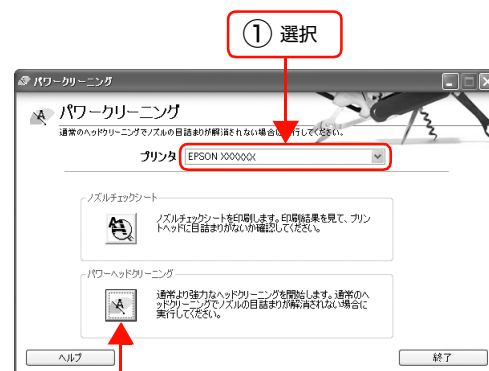 ① 選択
パワークリーニング
パワークリーニング
通常のヘッドクリーニングでノズルの目詰まりが解消されない場合に実行してください。
プリンタ EPSON XXXXXX
ノズルチェックシート
ノズルチェックシートを印刷します。印刷結果を見て、プリン
トヘッドに目詰まりがないか確認してください。
パワーヘッドクリーニング
通常より強力なヘッドクリーニングを開始します。通常のヘ
ッドクリーニングでノズルの目詰まりが解消されない場合に
実行してください。
ヘルプ 終了